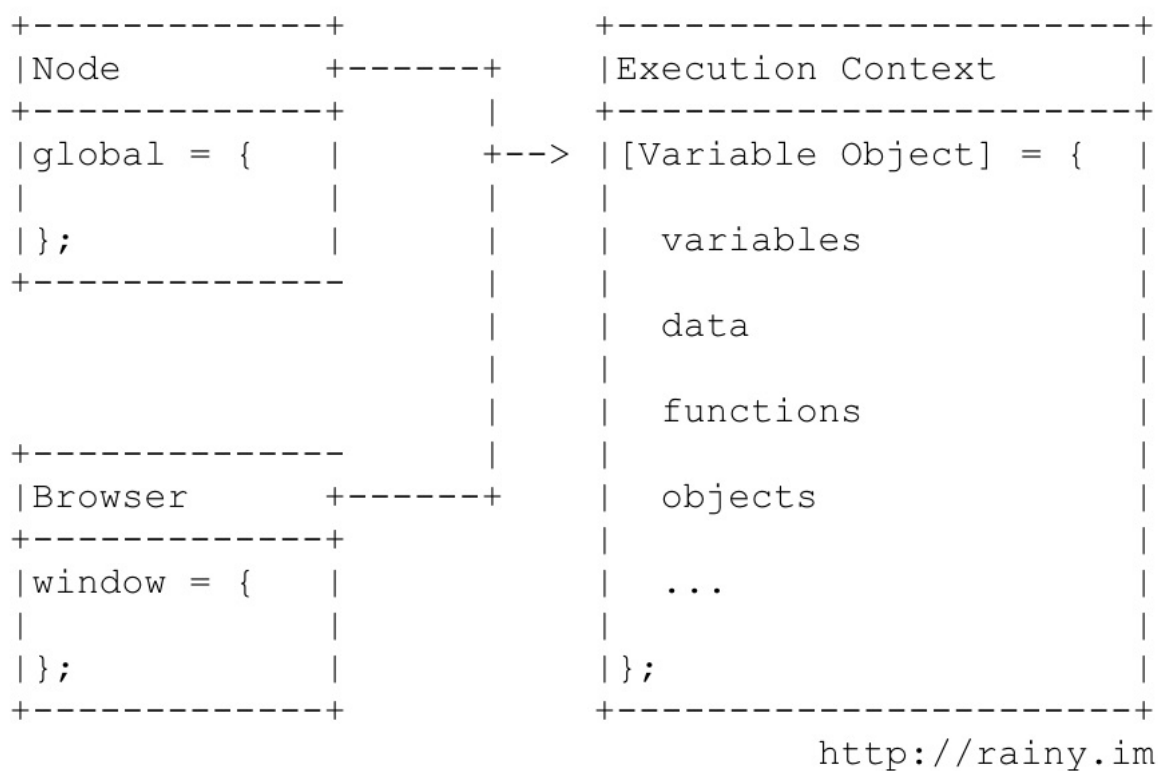 Node
global = {
};
Browser
window = {
};
Execution Context
[Variable Object] = {
variables
data
functions
objects
...
};
http://rainy.im